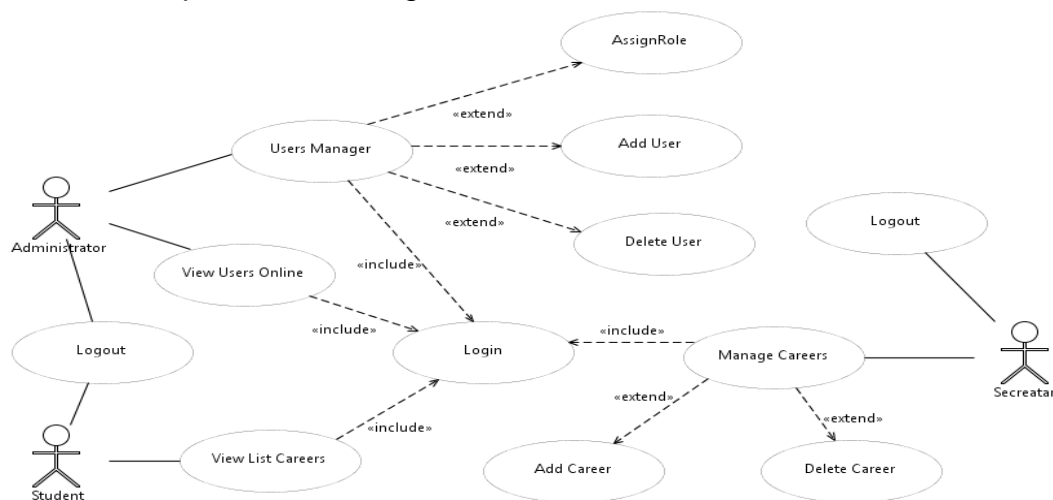 AssignRole
«extend»
Users Manager
Add User
«extend»
«extend»
Delete User
Logout
Administrator
View Users Online
«include»
«include»
«include»
Logout
Login
Manage Careers
Secreatar
«extend»
«extend»
«include»
View List Careers
Add Career
Delete Career
Student